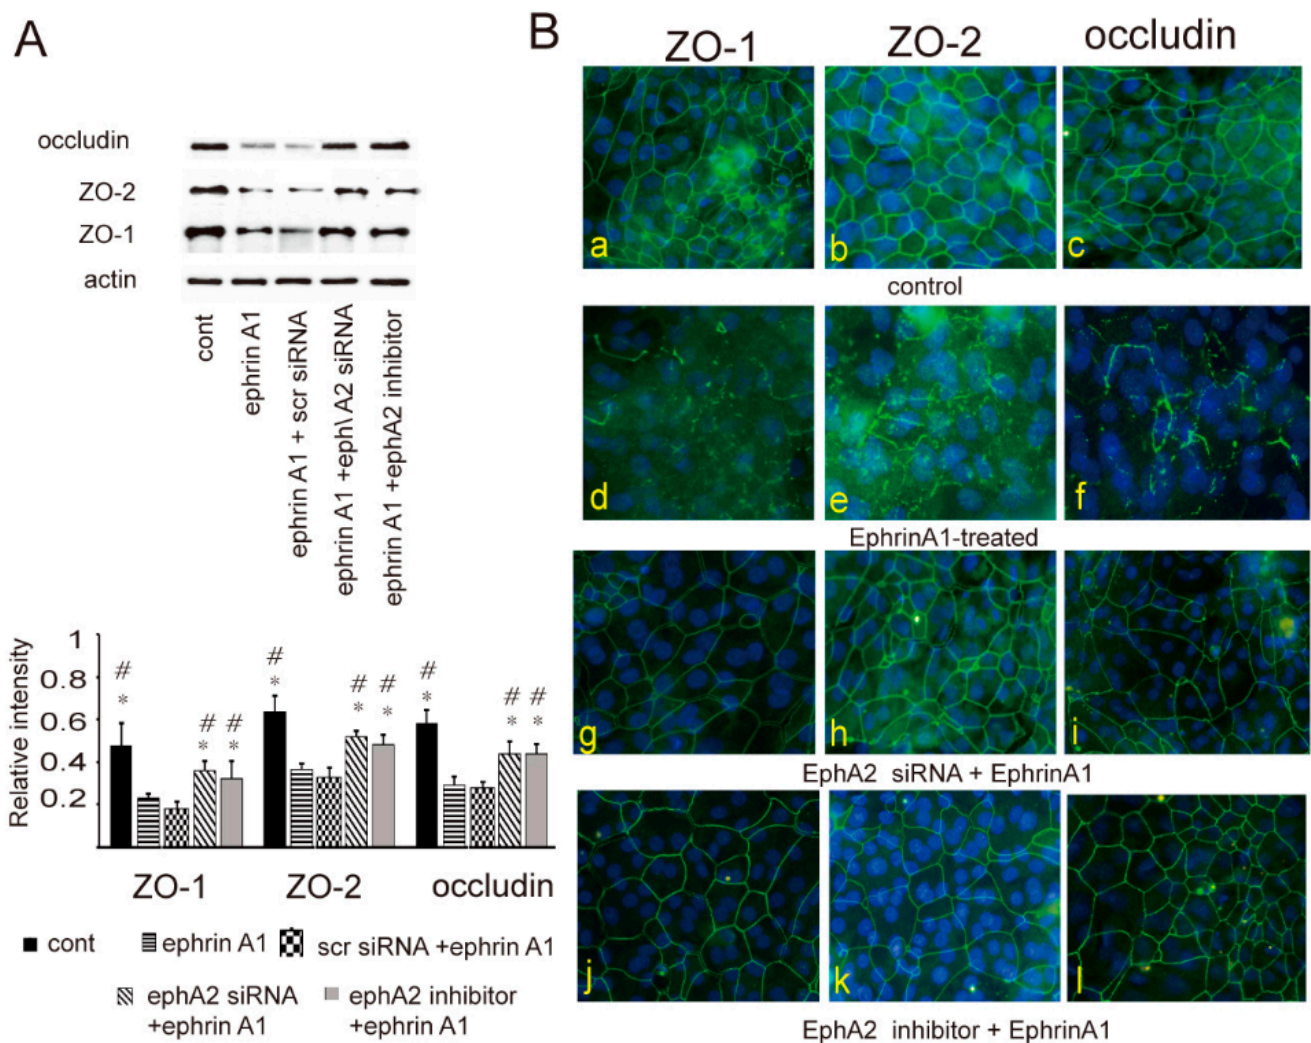 A
occludin
ZO-2
ZO-1
actin
cont
ephrin A1
ephrin A1 + scr siRNA
ephrin A1 +eph\ A2 siRNA
ephrin A1 +ephA2 inhibitor
Relative intensity
1
0.8
0.6
0.4
0.2
#
*
#
*
#
*
#
*
#
*
#
*
#
*
#
*
#
*
ZO-1
ZO-2
occludin
cont
ephrin A1
scr siRNA +ephrin A1
ephA2 siRNA
+ephrin A1
ephA2 inhibitor
+ephrin A1
B
ZO-1
ZO-2
occludin
a
b
c
control
d
e
f
EphrinA1-treated
g
h
i
EphA2 siRNA + EphrinA1
j
k
l
EphA2 inhibitor + EphrinA1